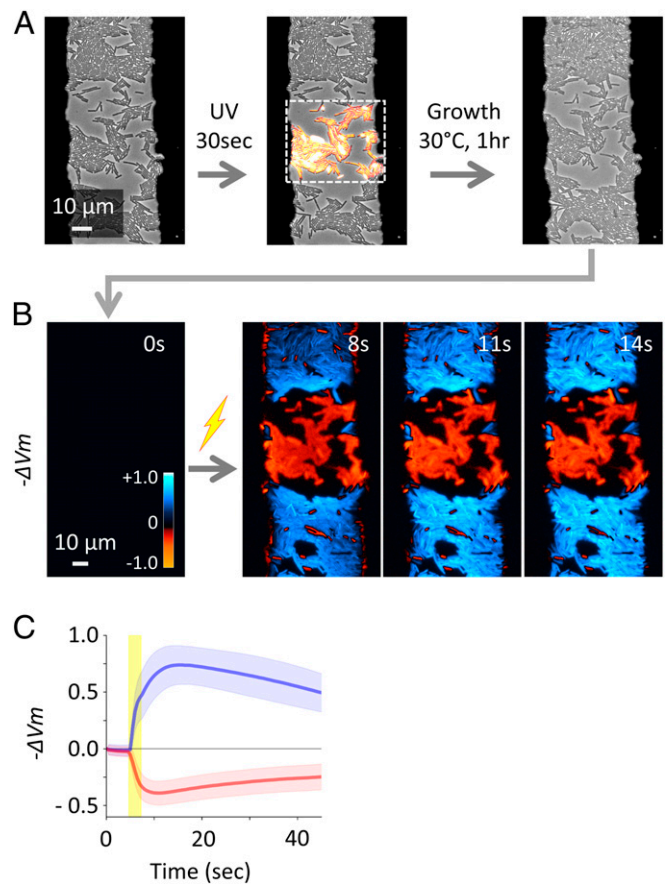 A
UV
30sec
Growth
30°C, 1hr
10 µm
B
0s
8s
11s
14s
-ΔVm
+1.0
0
-1.0
10 µm
C
1.0
0.5
0.0
- 0.5
-ΔVm
0
20
40
Time (sec)